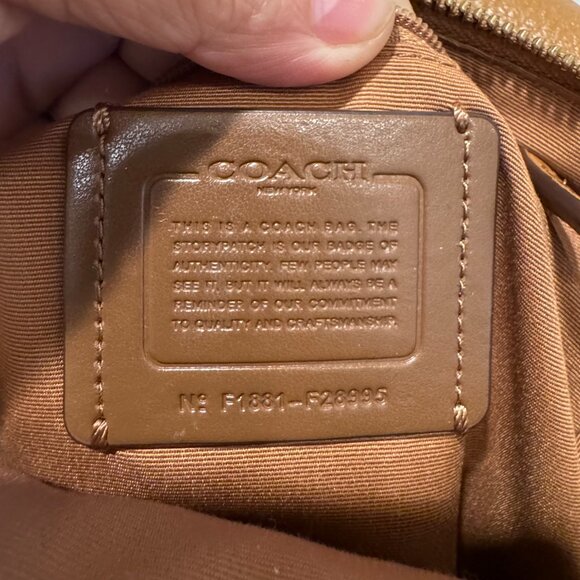 COACH
NEW YORK
THIS IS A COACH BAG. THE
STORYPATCH IS OUR BADGE OF
AUTHENTICITY. FEW PEOPLE MAY
SEE IT, BUT IT WILL ALWAYS BE A
REMINDER OF OUR COMMITMENT
TO QUALITY AND CRAFTSMANSHIP.
Nº F1881-F28995